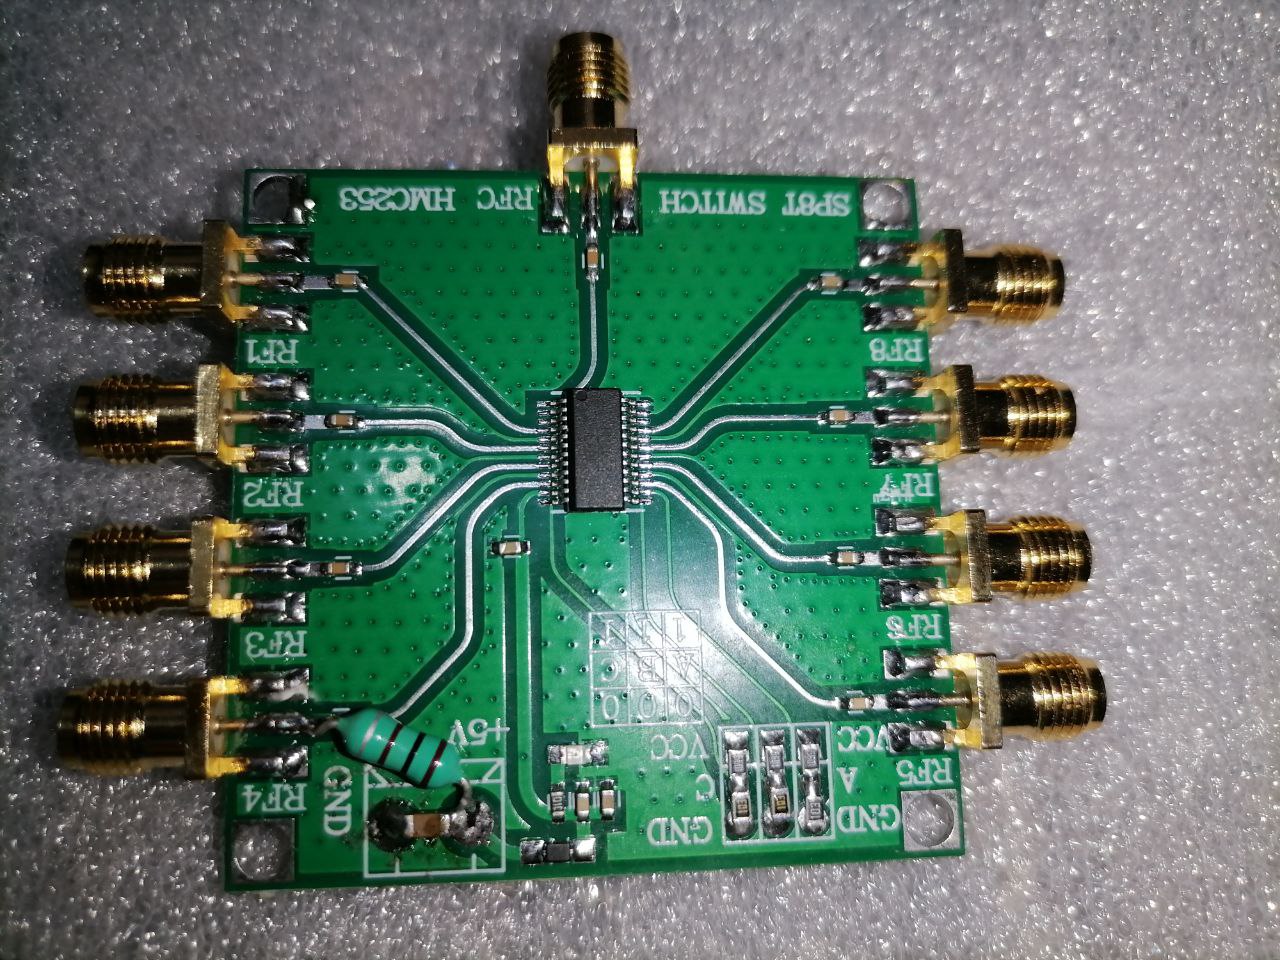 SP8T SWITCH RFC HMC253
RF1
RF8
RF2
RF7
RF3
RF6
RF4
RF5
+5V
GND
VCC
VCC
C
A
GND
GND
1 1 1
A B C
0 0 0